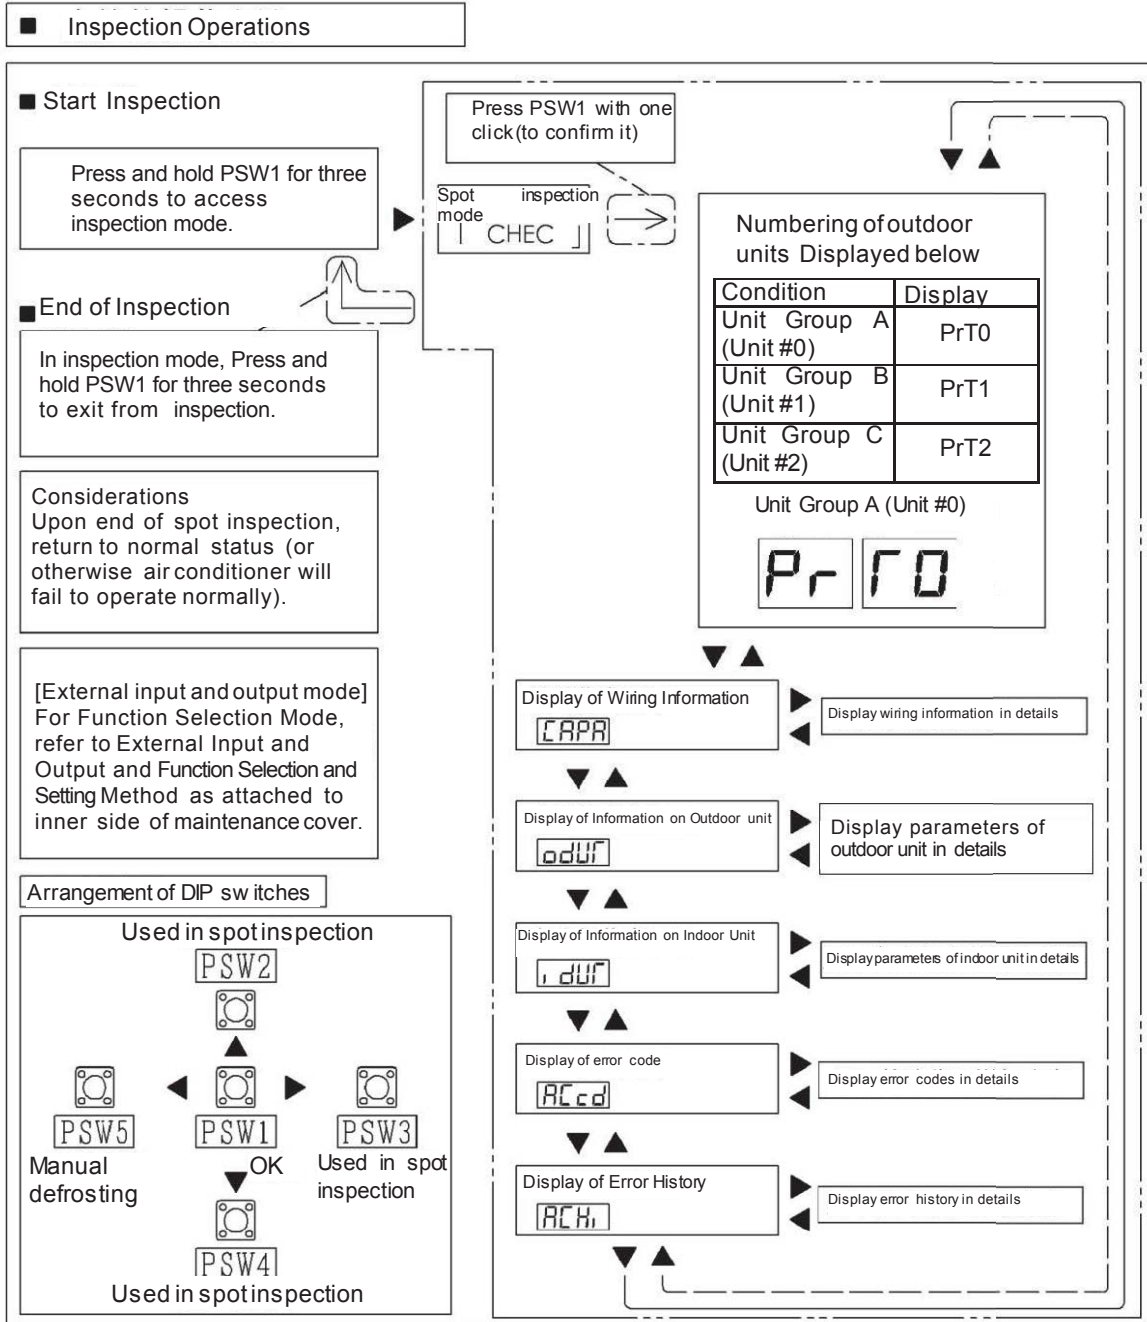 ■ Inspection Operations
■ Start Inspection
Press and hold PSW1 for three
seconds to access
inspection mode.
■ End of Inspection
In inspection mode, Press and
hold PSW1 for three seconds
to exit from inspection.
Considerations
Upon end of spot inspection,
return to normal status (or
otherwise air conditioner will
fail to operate normally).
[External input and output mode]
For Function Selection Mode,
refer to External Input and
Output and Function Selection and
Setting Method as attached to
inner side of maintenance cover.
Arrangement of DIP sw itches
Used in spot inspection
PSW2
PSW5 PSW1 PSW3
Manual
defrosting
OK
Used in spot
inspection
PSW4
Used in spot inspection
Press PSW1 with one
click(to confirm it)
Spot inspection
mode
CHEC
Numbering of outdoor
units Displayed below
Condition Display
Unit Group A
(Unit #0)
PrT0
Unit Group B
(Unit #1)
PrT1
Unit Group C
(Unit #2)
PrT2
Unit Group A (Unit #0)
Pr T0
Display of Wiring Information
CAPA
Display wiring information in details
Display of Information on Outdoor unit
odUT
Display parameters of
outdoor unit in details
Display of Information on Indoor Unit
idUT
Display parameters of indoor unit in details
Display of error code
ACcd
Display error codes in details
Display of Error History
ACHi
Display error history in details